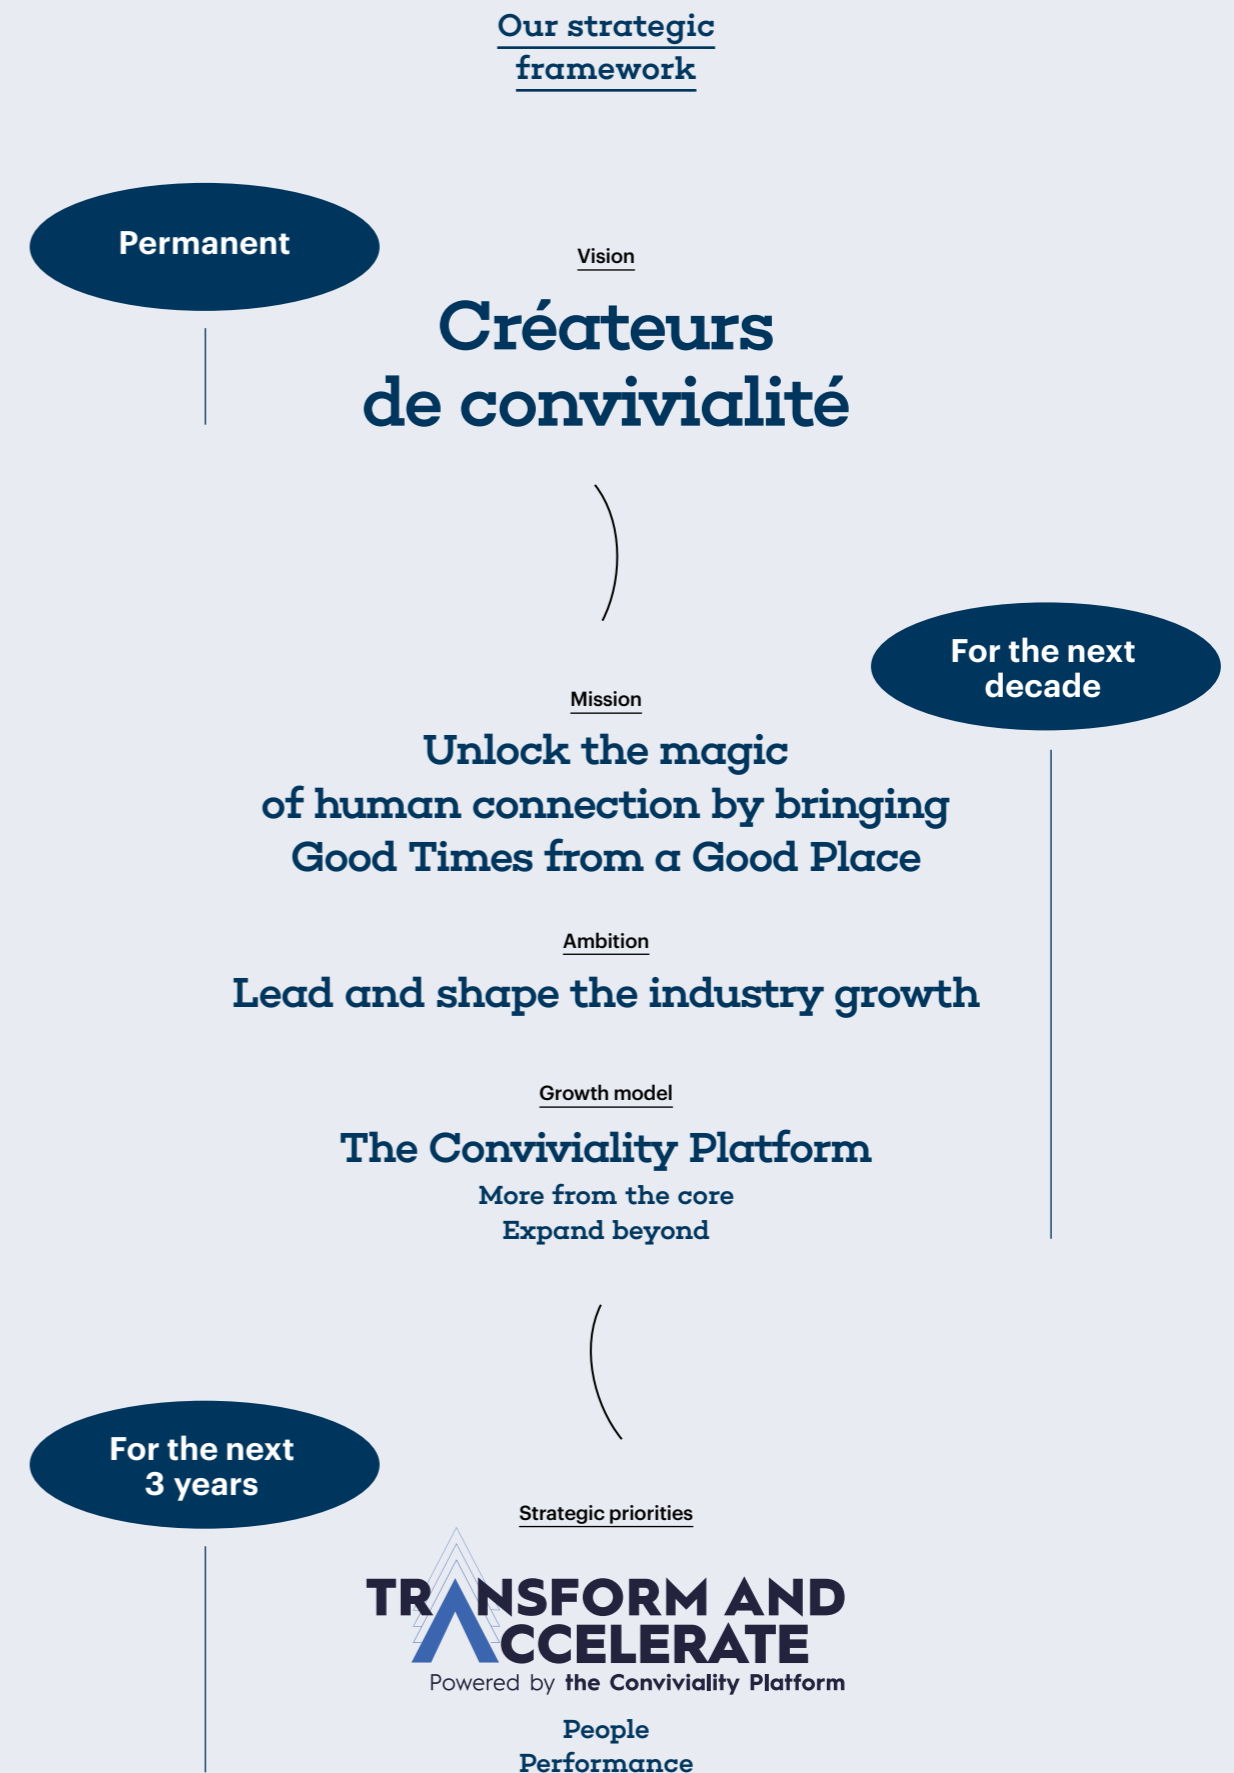 Our strategic
framework
Permanent
Vision
Créateurs
de convivialité
For the next
decade
Mission
Unlock the magic
of human connection by bringing
Good Times from a Good Place
Ambition
Lead and shape the industry growth
Growth model
The Conviviality Platform
More from the core
Expand beyond
For the next
3 years
Strategic priorities
TRANSFORM AND
ACCELERATE
Powered by the Conviviality Platform
People
Performance